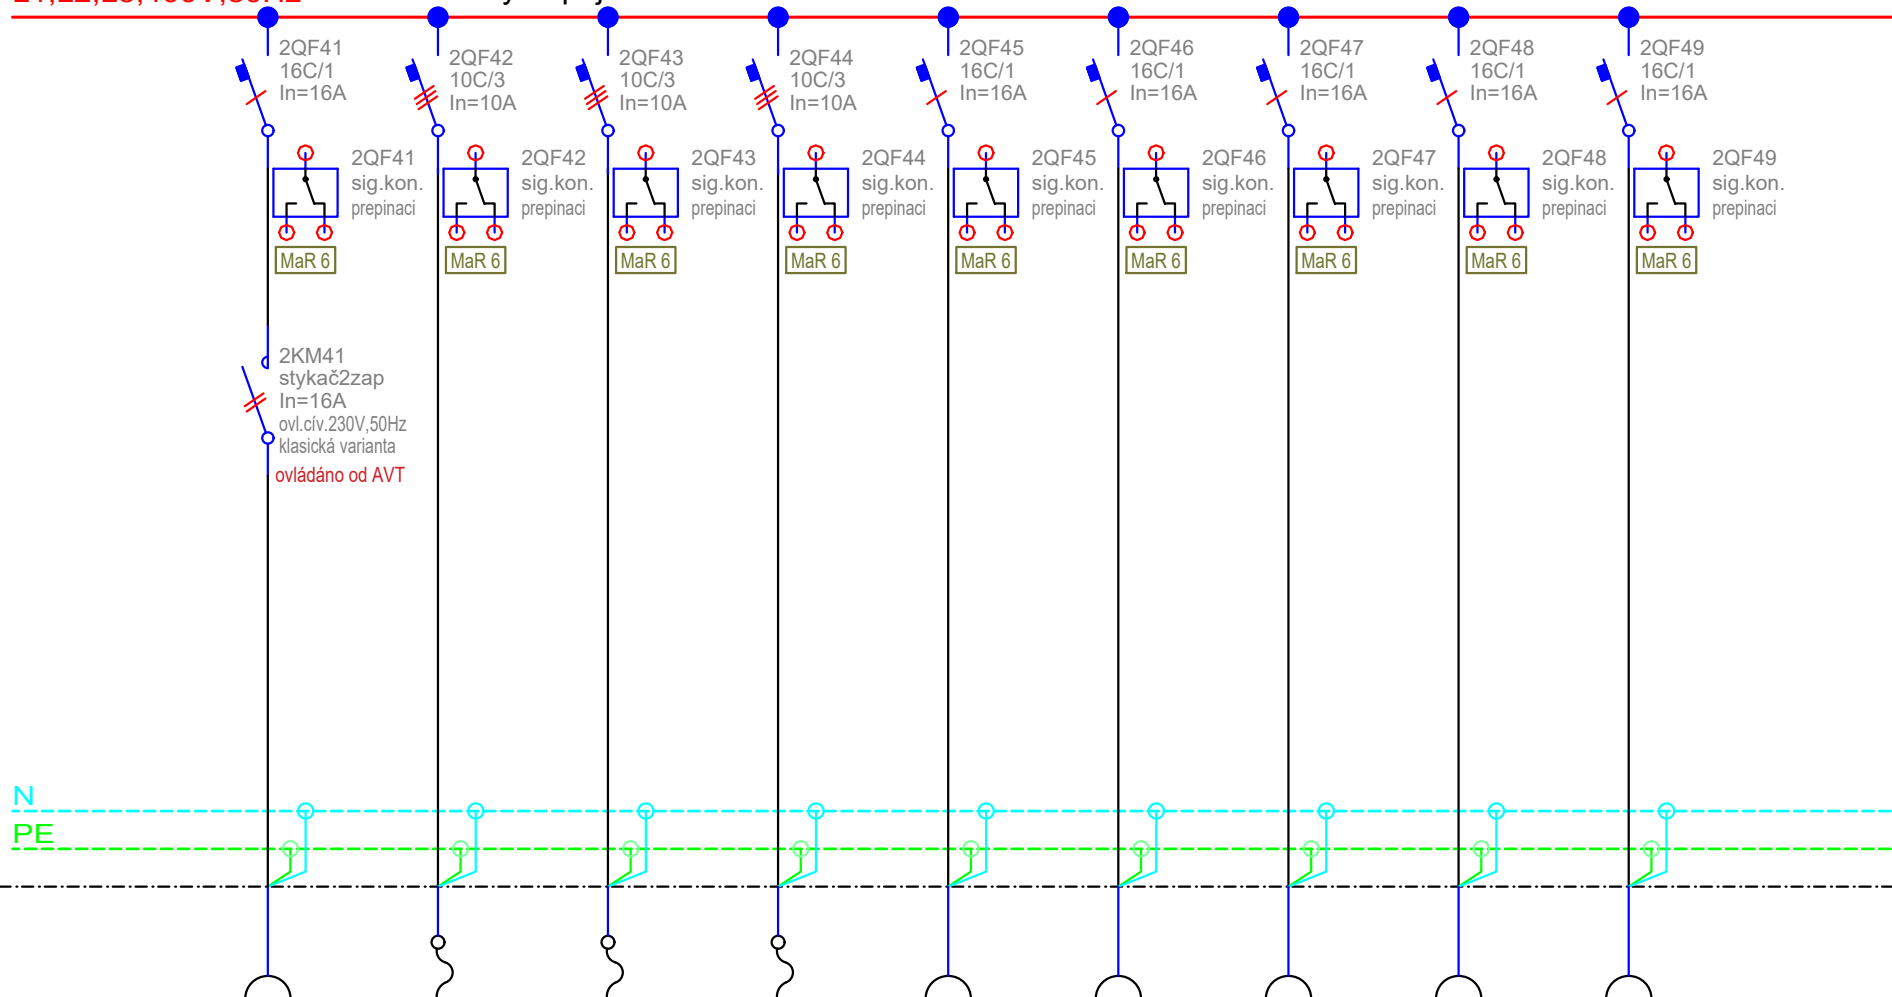 2QF41
16C/1
In=16A
2QF42
10C/3
In=10A
2QF43
10C/3
In=10A
2QF44
10C/3
In=10A
2QF45
16C/1
In=16A
2QF46
16C/1
In=16A
2QF47
16C/1
In=16A
2QF48
16C/1
In=16A
2QF49
16C/1
In=16A
2QF41
sig.kon.
prepinaci
MaR 6
2QF42
sig.kon.
prepinaci
MaR 6
2QF43
sig.kon.
prepinaci
MaR 6
2QF44
sig.kon.
prepinaci
MaR 6
2QF45
sig.kon.
prepinaci
MaR 6
2QF46
sig.kon.
prepinaci
MaR 6
2QF47
sig.kon.
prepinaci
MaR 6
2QF48
sig.kon.
prepinaci
MaR 6
2QF49
sig.kon.
prepinaci
MaR 6
2KM41
stykač2zap
In=16A
ovl.cív.230V,50Hz
klasická varianta
ovládáno od AVT
N
PE